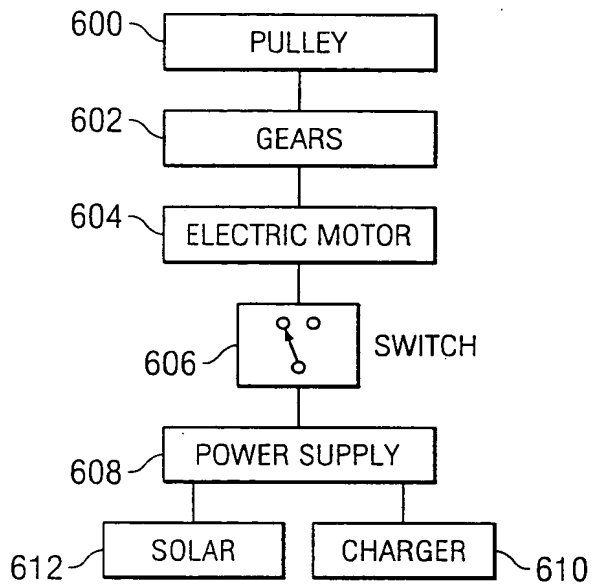 600
PULLEY
602
GEARS
604
ELECTRIC MOTOR
606
SWITCH
608
POWER SUPPLY
612
SOLAR
CHARGER
610